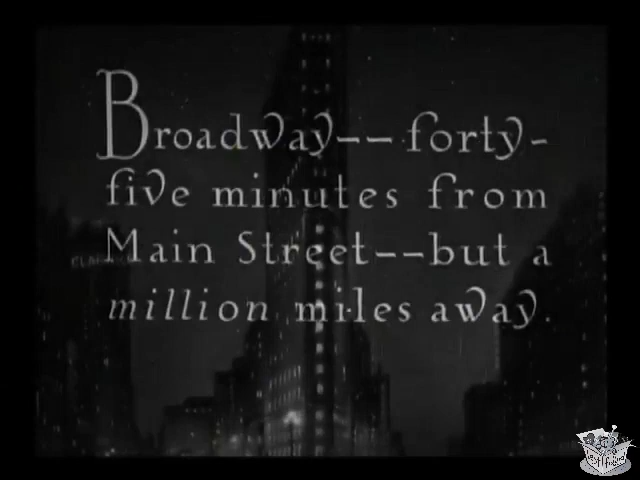 Broadway--forty-
five minutes from
Main Street--but a
million miles away.